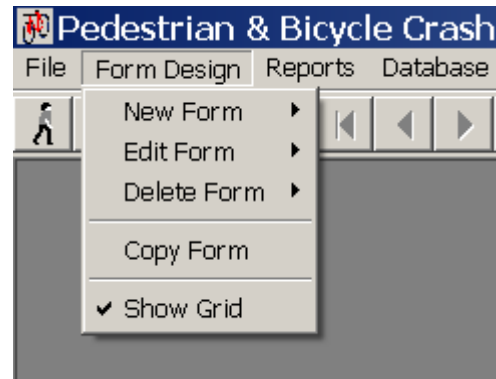 Pedestrian & Bicycle Crash
File Form Design Reports Database
New Form
Edit Form
Delete Form
Copy Form
Show Grid